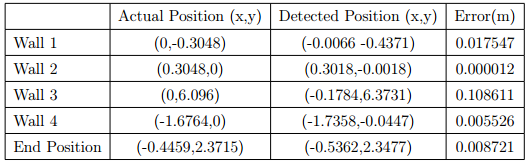 Actual Position (x,y) Detected Position (x,y) Error(m)
Wall 1 (0,-0.3048) (-0.0066 -0.4371) 0.017547
Wall 2 (0.3048,0) (0.3018,-0.0018) 0.000012
Wall 3 (0,6.096) (-0.1784,6.3731) 0.108611
Wall 4 (-1.6764,0) (-1.7358,-0.0447) 0.005526
End Position (-0.4459,2.3715) (-0.5362,2.3477) 0.008721